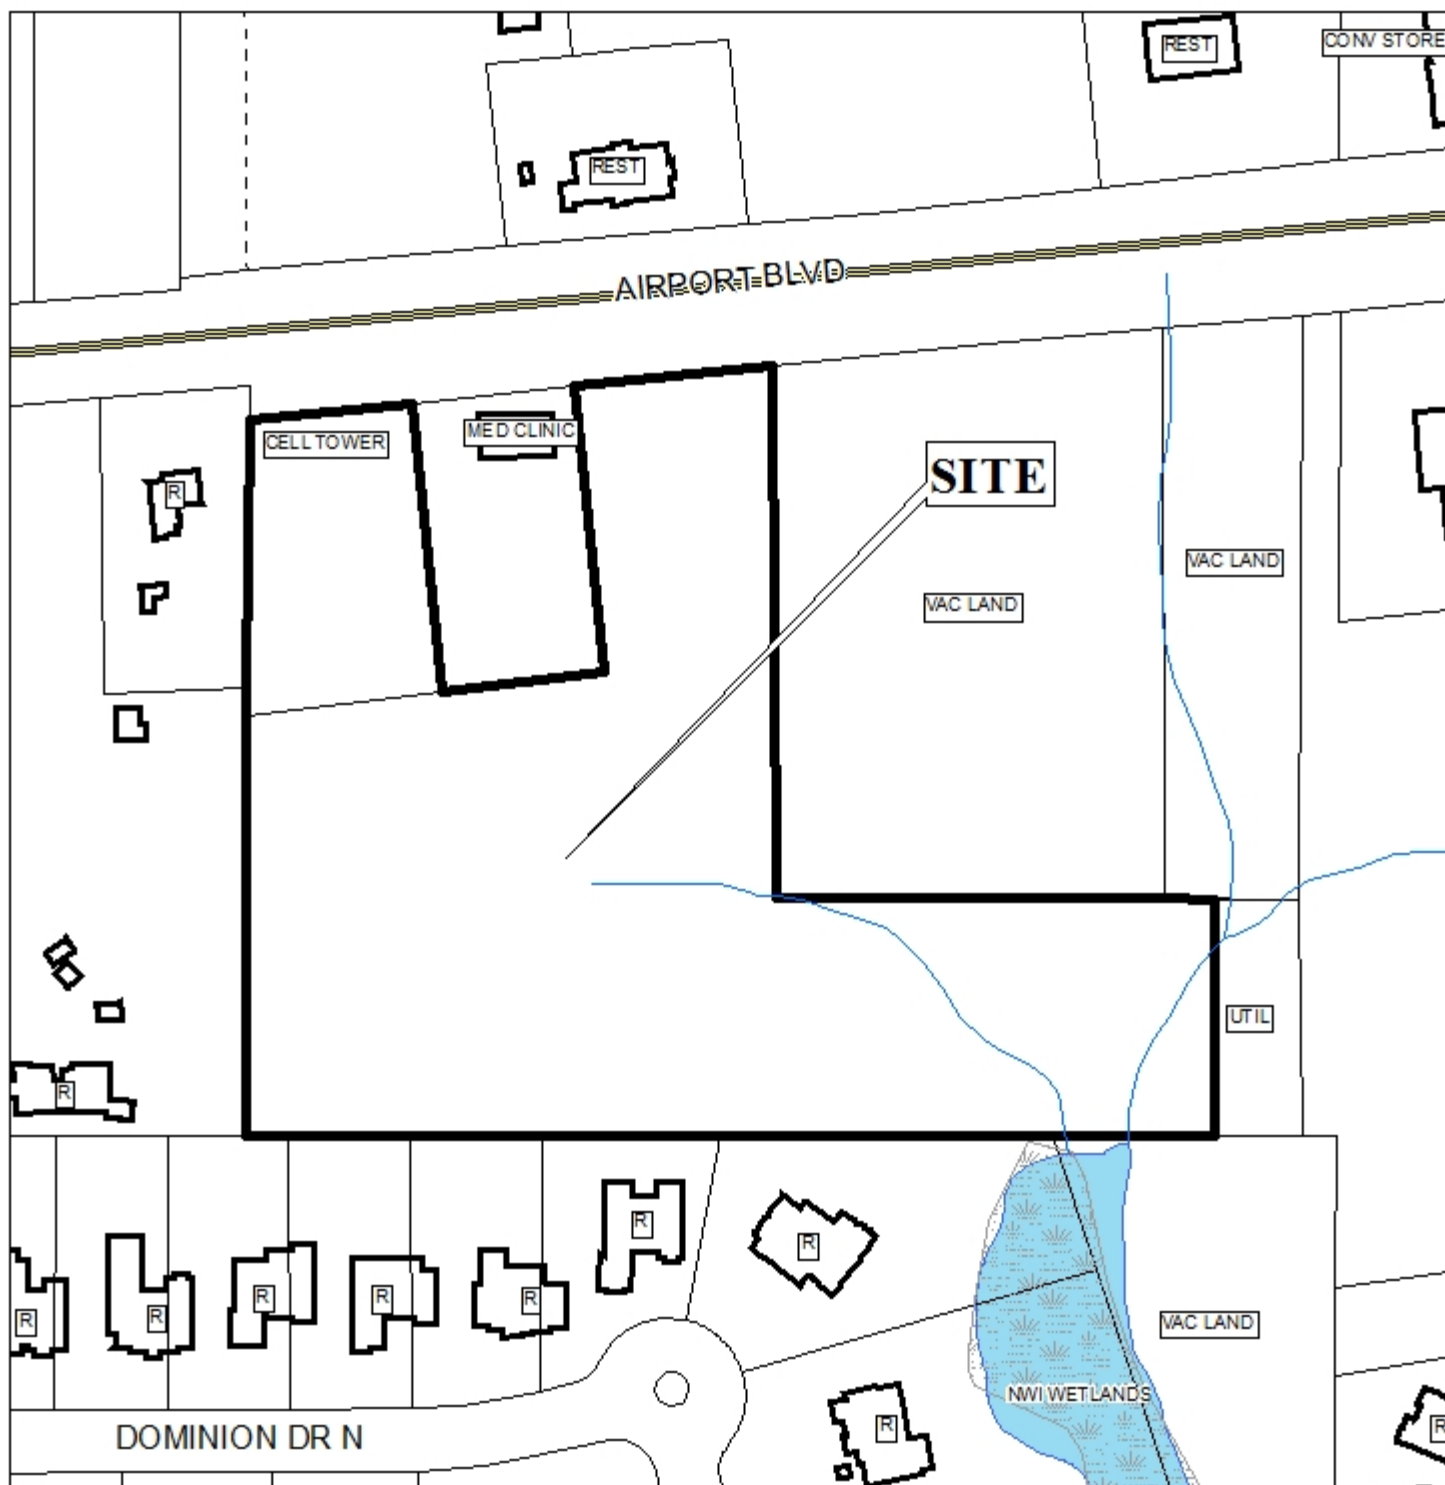 REST
CONV STORE
REST
AIRPORT BLVD
CELL TOWER
MED CLINIC
SITE
R
VAC LAND
VAC LAND
UTIL
R
R
R
R
R
R
R
R
R
VAC LAND
NWI WETLANDS
R
R
DOMINION DR N